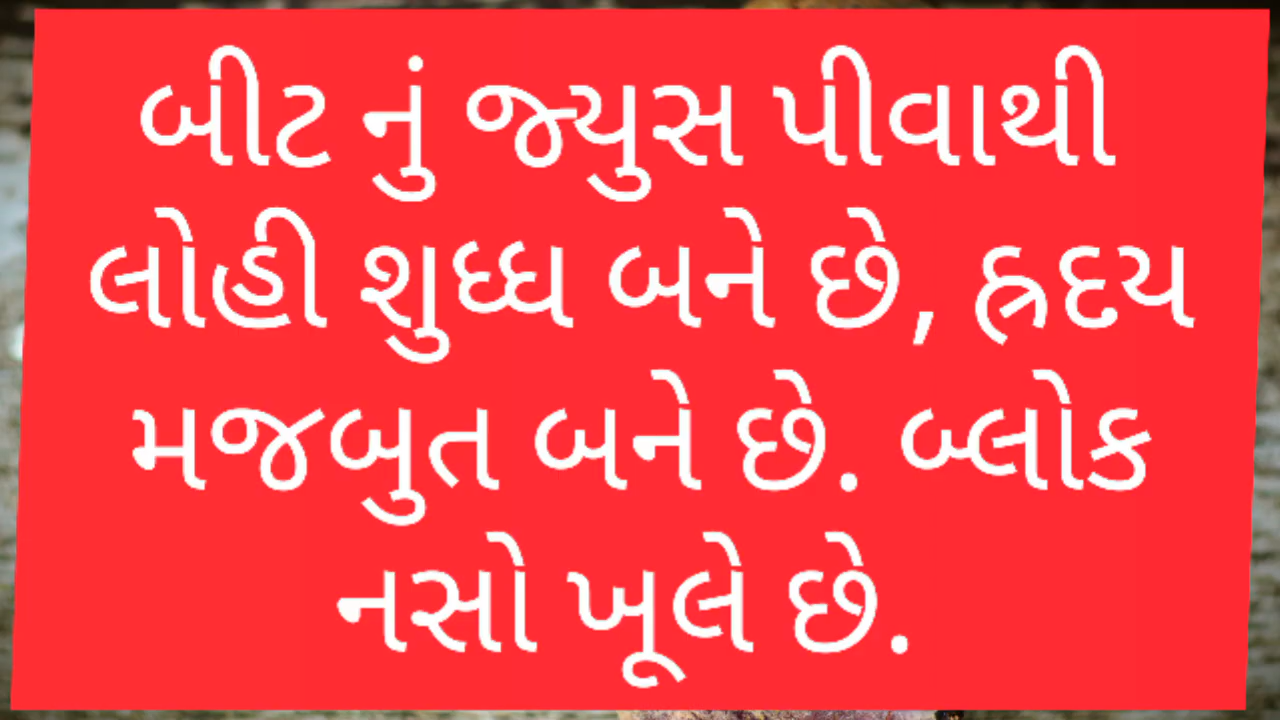 બીટ નું જ્યુસ પીવાથી
લોહી શુધ્ધ બને છે, હ્રદય
મજબુત બને છે. બ્લોક
નસો ખૂલે છે.